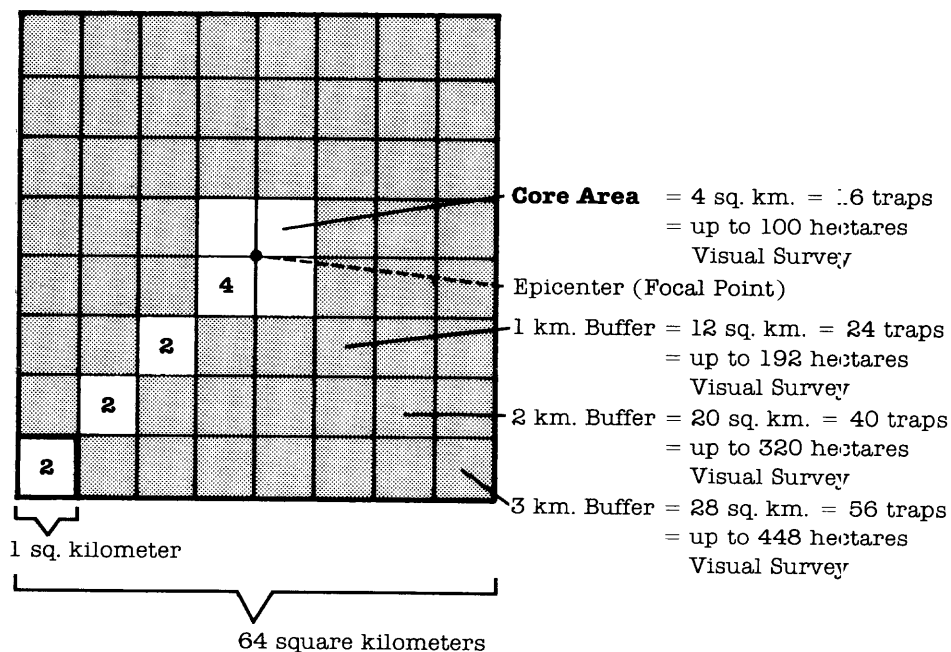 Core Area = 4 sq. km. = 16 traps
= up to 100 hectares
Visual Survey
4
Epicenter (Focal Point)
1 km. Buffer = 12 sq. km. = 24 traps
2
= up to 192 hectares
Visual Survey
2
2 km. Buffer = 20 sq. km. = 40 traps
= up to 320 hectares
2
Visual Survey
3 km. Buffer = 28 sq. km. = 56 traps
= up to 448 hectares
Visual Survey
1 sq. kilometer
64 square kilometers